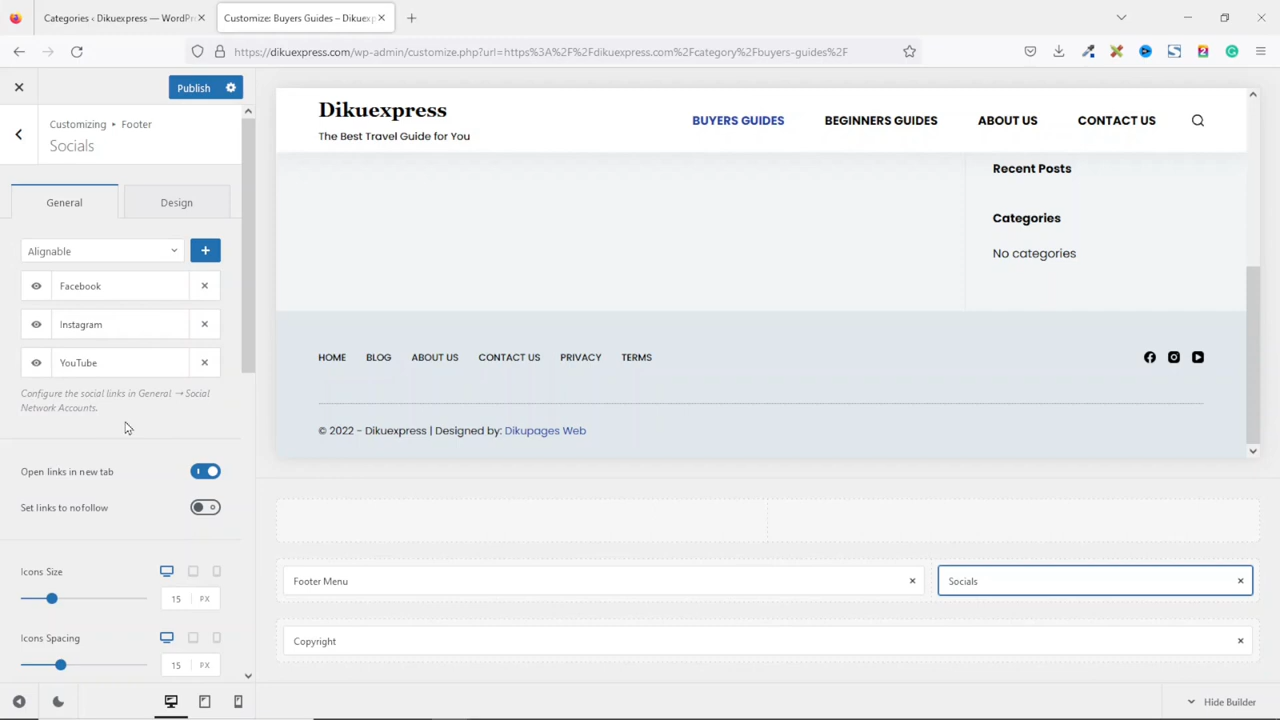 Categories ‹ Dikuexpress — WordPr
Customize: Buyers Guides – Dikuexp
https://dikuexpress.com/wp-admin/customize.php?url=https%3A%2F%2Fdikuexpress.com%2Fcategory%2Fbuyers-guides%2F
Publish
Customizing ▸ Footer
Socials
General
Design
Alignable
Facebook
Instagram
YouTube
Configure the social links in General → Social
Network Accounts.
Open links in new tab
Set links to nofollow
Icons Size
15 PX
Icons Spacing
15 PX
Dikuexpress
The Best Travel Guide for You
BUYERS GUIDES
BEGINNERS GUIDES
ABOUT US
CONTACT US
Recent Posts
Categories
No categories
HOME BLOG ABOUT US CONTACT US PRIVACY TERMS
© 2022 - Dikuexpress | Designed by: Dikupages Web
Footer Menu
Socials
Copyright
Hide Builder